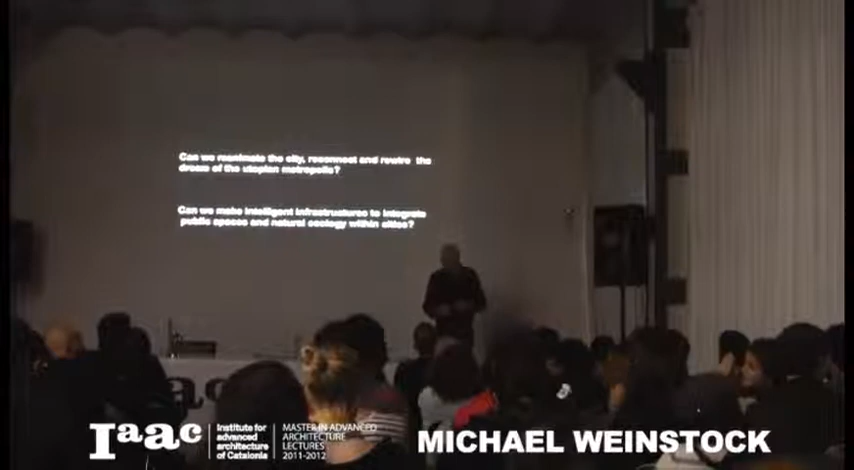 Can we reanimate the city, reconnect and rewire the
dream of the utopian metropolis?
Can we make intelligent infrastructures to integrate
public spaces and natural ecology within cities?
Iaac
Institute for
advanced
architecture
of Catalonia
MASTER IN ADVANCED
ARCHITECTURE
LECTURES
2011-2012
MICHAEL WEINSTOCK